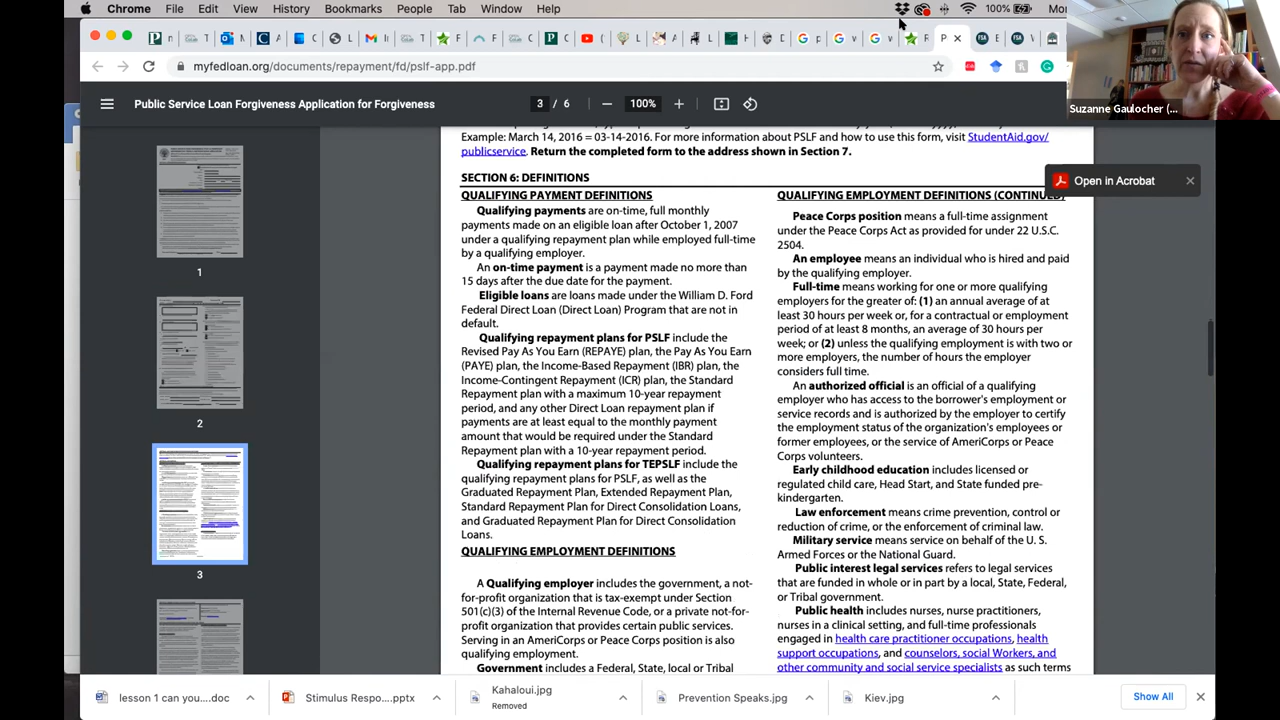 Chrome File Edit View History Bookmarks People Tab Window Help 100% Mon
myfedloan.org/documents/repayment/fd/pslf-app.pdf
Public Service Loan Forgiveness Application for Forgiveness 3 / 6 100%
Suzanne Gaulocher (...
Open in Acrobat
1
2
3
Example: March 14, 2016 = 03-14-2016. For more information about PSLF and how to use this form, visit StudentAid.gov/
publicservice. Return the completed form to the address shown in Section 7.
SECTION 6: DEFINITIONS
QUALIFYING PAYMENT DEFINITIONS
Qualifying payments are on-time, full monthly
payments made on an eligible loan after October 1, 2007
under a qualifying repayment plan while employed full-time
by a qualifying employer.
An on-time payment is a payment made no more than
15 days after the due date for the payment.
Eligible loans are loans made under the William D. Ford
Federal Direct Loan (Direct Loan) Program that are not in
default.
Qualifying repayment plans for PSLF include the
Revised Pay As You Earn (REPAYE) plan, the Pay As You Earn
(PAYE) plan, the Income-Based Repayment (IBR) plan, the
Income-Contingent Repayment (ICR) plan, the Standard
Repayment plan with a maximum 10-year repayment
period, and any other Direct Loan repayment plan if
payments are at least equal to the monthly payment
amount that would be required under the Standard
Repayment plan with a 10-year repayment period.
Qualifying repayment plans for TEPSLF include the
qualifying repayment plans for PSLF, as well as the
Graduated Repayment Plan, Extended Repayment Plan,
Standard Repayment Plan for Direct Consolidation Loans,
and Graduated Repayment Plan for Direct Consolidation
Loans.
QUALIFYING EMPLOYMENT DEFINITIONS
A Qualifying employer includes the government, a not-
for-profit organization that is tax exempt under Section
501(c)(3) of the Internal Revenue Code, or a private not-for-
profit organization that provides certain public services.
Serving in an AmeriCorps or Peace Corps position is also
qualifying employment.
Government includes a Federal, State, local or Tribal
QUALIFYING EMPLOYMENT DEFINITIONS (CONTINUED)
Peace Corps position means a full-time assignment
under the Peace Corps Act as provided for under 22 U.S.C.
2504.
An employee means an individual who is hired and paid
by the qualifying employer.
Full-time means working for one or more qualifying
employers for the greater of: (1) an annual average of at
least 30 hours per week or, for a contractual or employment
period of at least 8 months, an average of 30 hours per
week; or (2) unless the qualifying employment is with two or
more employers, the number of hours the employer
considers full time.
An authorized official is an official of a qualifying
employer who has access to the borrower's employment or
service records and is authorized by the employer to certify
the employment status of the organization's employees or
former employees, or the service of AmeriCorps or Peace
Corps volunteers.
Early childhood education includes licensed or
regulated child care, Head Start, and State funded pre-
kindergarten.
Law enforcement means crime prevention, control or
reduction of crime, or the enforcement of criminal law.
Military service means service on behalf of the U. S.
Armed Forces or the National Guard.
Public interest legal services refers to legal services
that are funded in whole or in part by a local, State, Federal,
or Tribal government.
Public health includes nurses, nurse practitioners,
nurses in a clinical setting, and full-time professionals
engaged in health care practitioner occupations, health
support occupations, and counselors, social Workers, and
other community and social service specialists as such terms
lesson 1 can you....doc
Stimulus Respo....pptx
Kahaloui.jpg
Removed
Prevention Speaks.jpg
Kiev.jpg
Show All